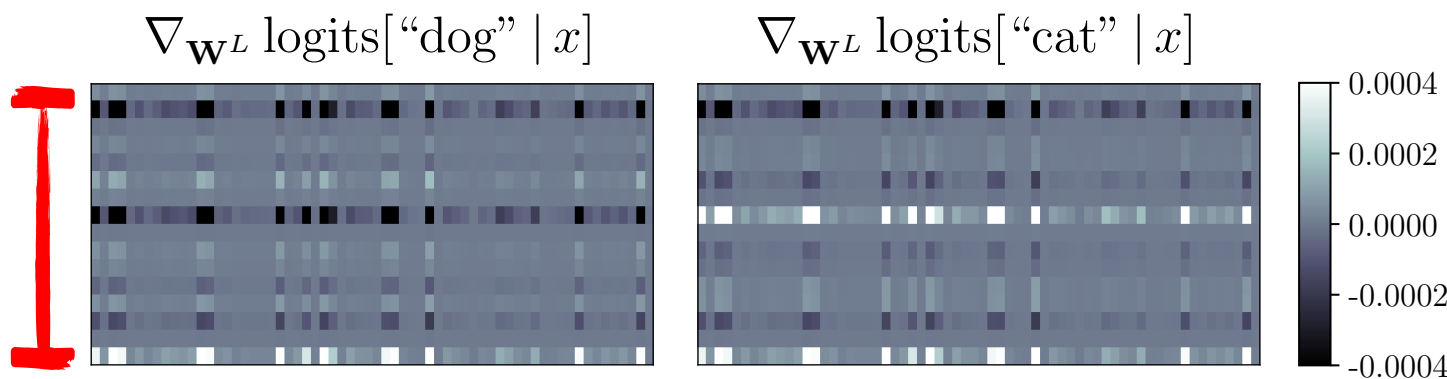 ∇_{𝐖^L} logits[“dog” | x]
∇_{𝐖^L} logits[“cat” | x]
0.0004
0.0002
0.0000
-0.0002
-0.0004